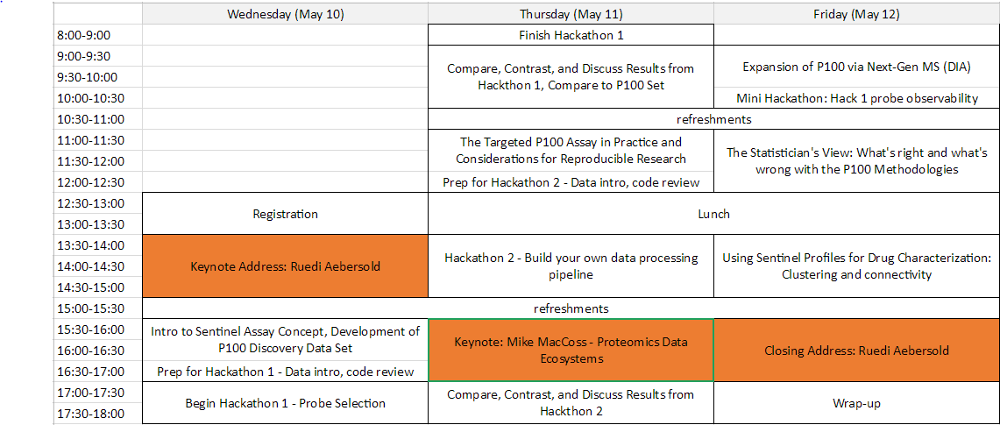 Wednesday (May 10) Thursday (May 11) Friday (May 12)
8:00-9:00 Finish Hackathon 1
9:00-9:30
Compare, Contrast, and Discuss Results from
Hackthon 1, Compare to P100 Set
Expansion of P100 via Next-Gen MS (DIA)
9:30-10:00
10:00-10:30 Mini Hackathon: Hack 1 probe observability
10:30-11:00 refreshments
11:00-11:30
The Targeted P100 Assay in Practice and
Considerations for Reproducible Research
The Statistician's View: What's right and what's
wrong with the P100 Methodologies
11:30-12:00
12:00-12:30 Prep for Hackathon 2 - Data intro, code review
12:30-13:00
Registration
Lunch
13:00-13:30
13:30-14:00
Keynote Address: Ruedi Aebersold
Hackathon 2 - Build your own data processing
pipeline
Using Sentinel Profiles for Drug Characterization:
Clustering and connectivity
14:00-14:30
14:30-15:00
15:00-15:30 refreshments
15:30-16:00
Intro to Sentinel Assay Concept, Development of
P100 Discovery Data Set
Keynote: Mike MacCoss - Proteomics Data
Ecosystems
Closing Address: Ruedi Aebersold
16:00-16:30
16:30-17:00 Prep for Hackathon 1 - Data intro, code review
17:00-17:30
Begin Hackathon 1 - Probe Selection
Compare, Contrast, and Discuss Results from
Hackthon 2
Wrap-up
17:30-18:00